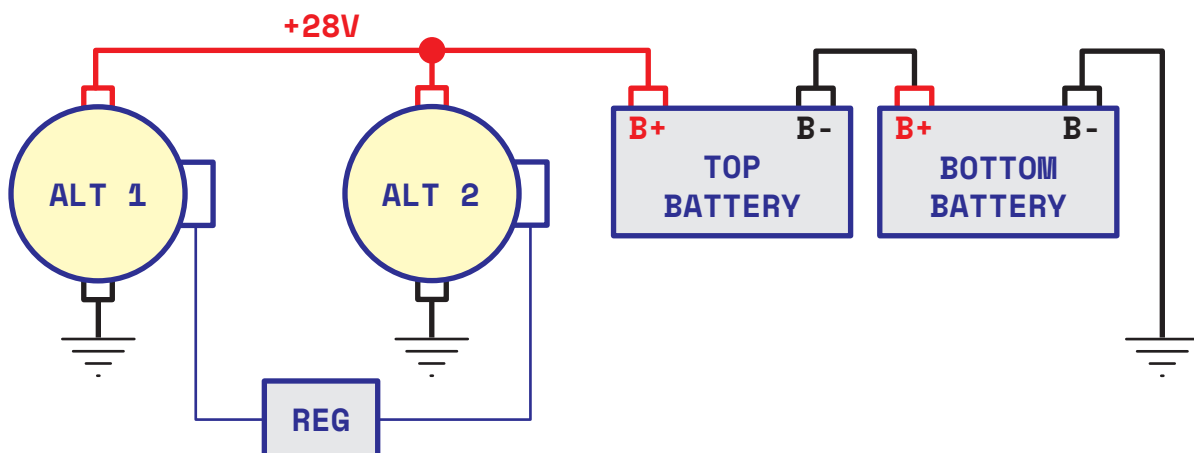 +28V
ALT 1
ALT 2
B+
B-
TOP
BATTERY
B+
B-
BOTTOM
BATTERY
REG